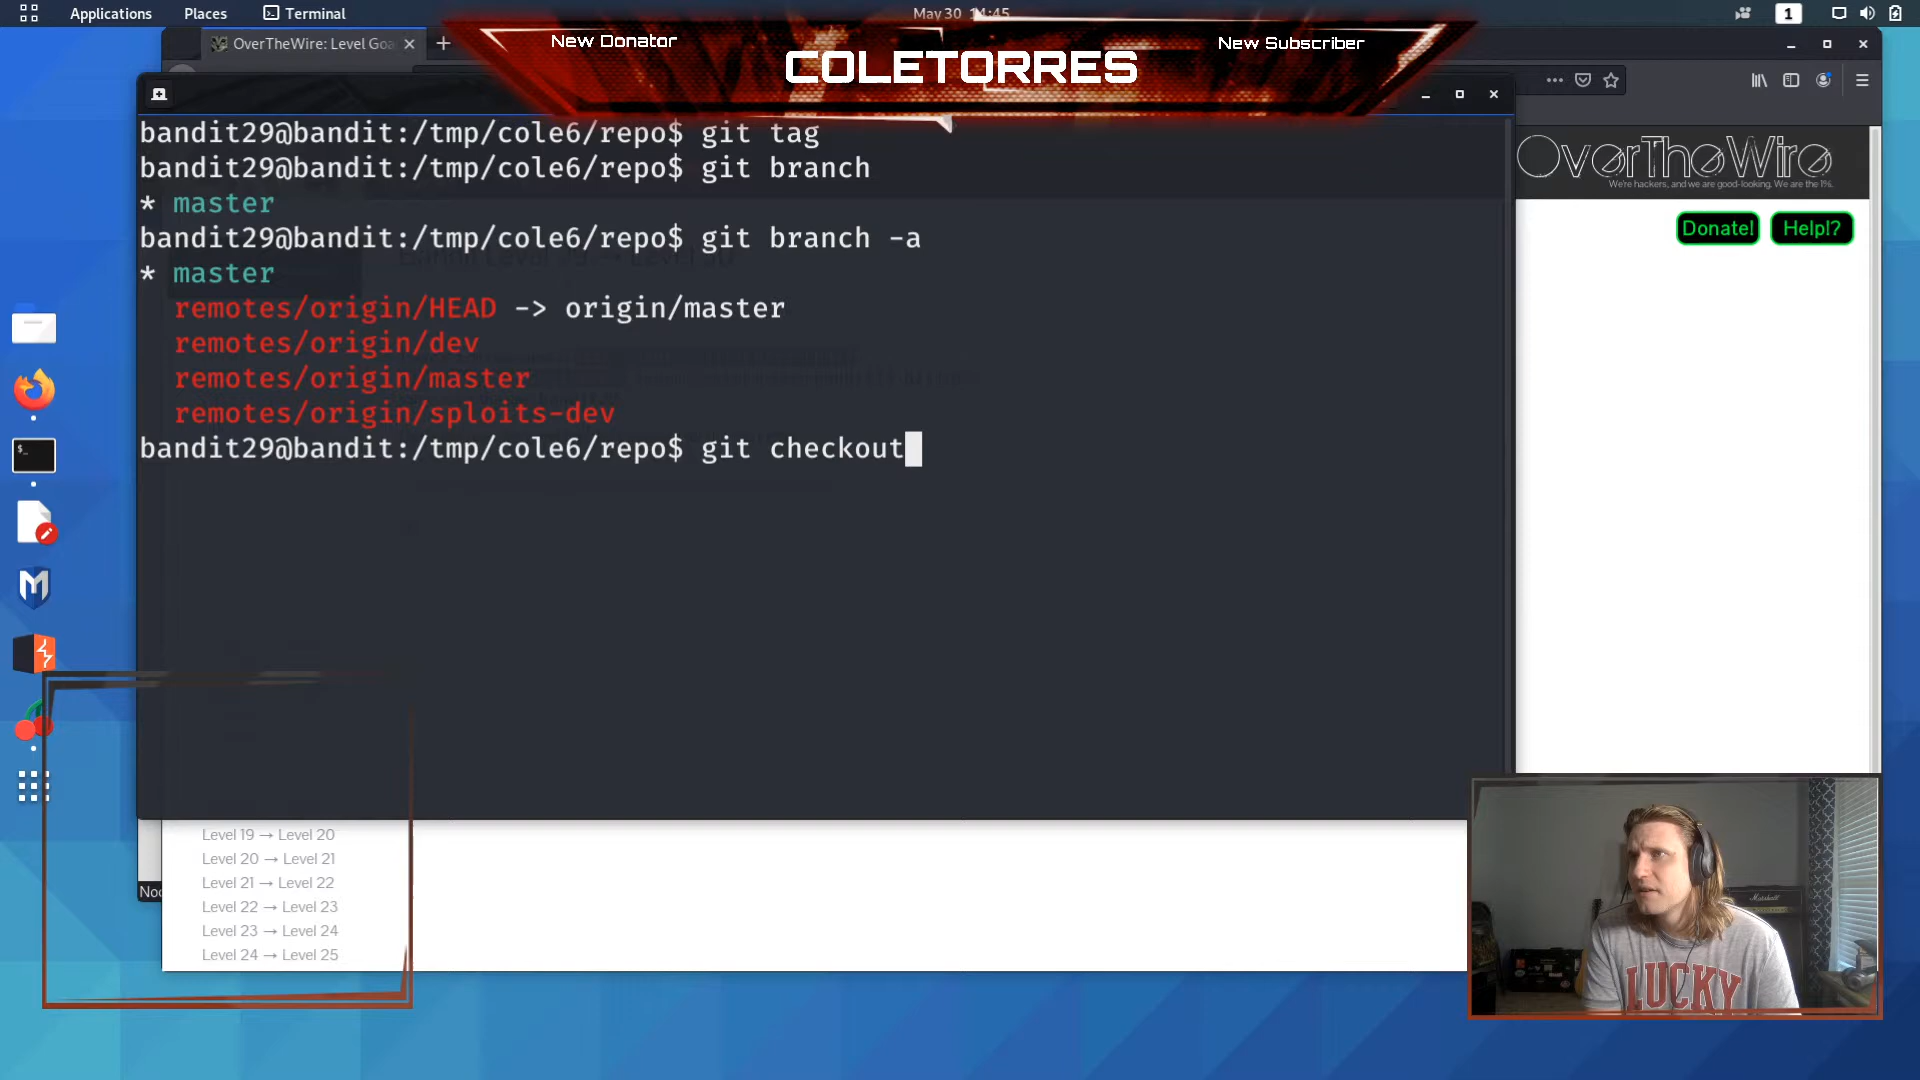 Applications Places Terminal
May 30 14:45
1
OverTheWire: Level Goa
New Donator
COLETORRES
New Subscriber
bandit29@bandit:/tmp/cole6/repo$ git tag
bandit29@bandit:/tmp/cole6/repo$ git branch
* master
bandit29@bandit:/tmp/cole6/repo$ git branch -a
* master
remotes/origin/HEAD -> origin/master
remotes/origin/dev
remotes/origin/master
remotes/origin/sploits-dev
bandit29@bandit:/tmp/cole6/repo$ git checkout
OverTheWire
We're hackers, and we are good-looking. We are the 1%.
Donate! Help!?
Level 19 → Level 20
Level 20 → Level 21
Level 21 → Level 22
Level 22 → Level 23
Level 23 → Level 24
Level 24 → Level 25
Marshall
LUCKY